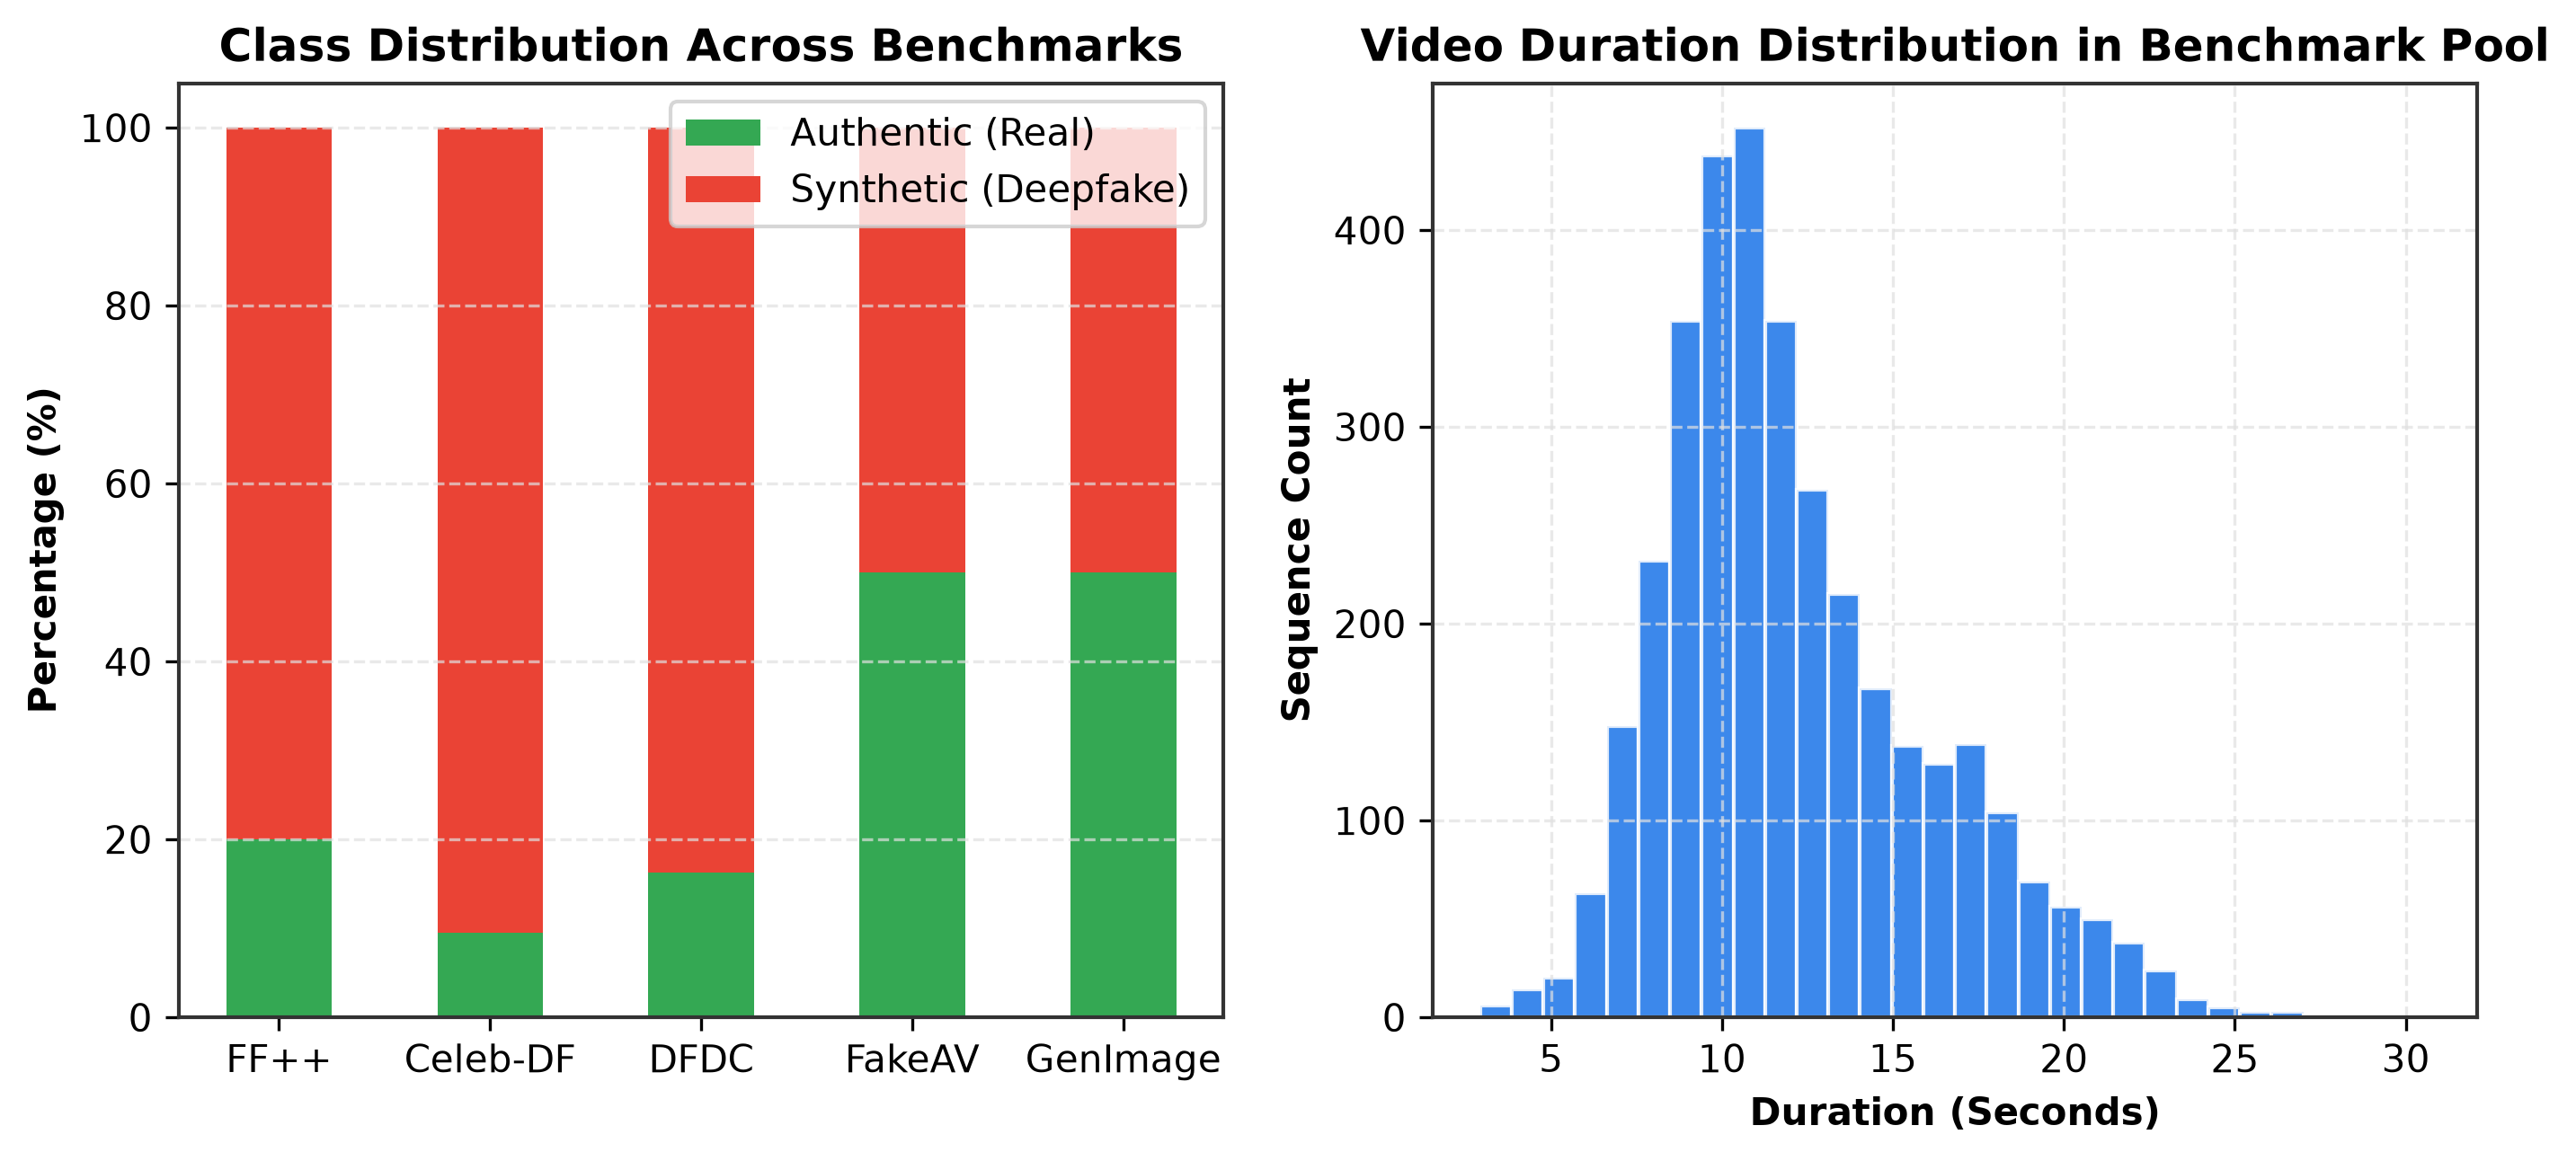 Class Distribution Across Benchmarks
Percentage (%)
100
80
60
40
20
0
Authentic (Real)
Synthetic (Deepfake)
FF++ Celeb-DF DFDC FakeAV GenImage
Video Duration Distribution in Benchmark Pool
Sequence Count
400
300
200
100
0
5 10 15 20 25 30
Duration (Seconds)